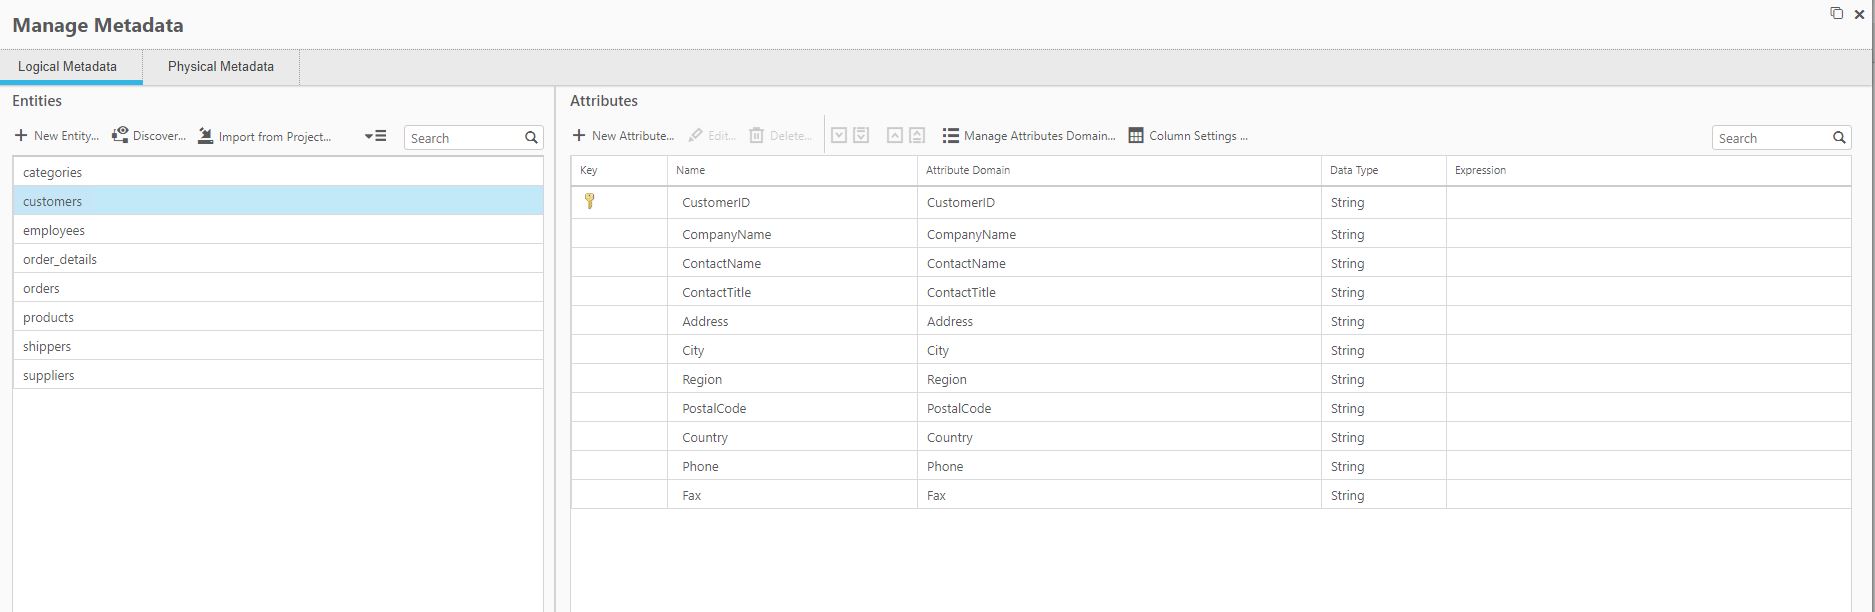 Manage Metadata
Logical Metadata Physical Metadata
Entities
New Entity... Discover... Import from Project... Search
categories
customers
employees
order_details
orders
products
shippers
suppliers
Attributes
New Attribute... Edit... Delete... Manage Attributes Domain... Column Settings ... Search
Key Name Attribute Domain Data Type Expression
CustomerID CustomerID String
CompanyName CompanyName String
ContactName ContactName String
ContactTitle ContactTitle String
Address Address String
City City String
Region Region String
PostalCode PostalCode String
Country Country String
Phone Phone String
Fax Fax String